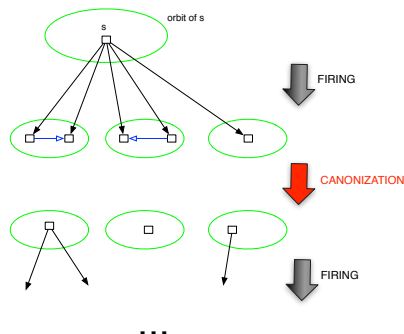 orbit of s
s
FIRING
CANONIZATION
FIRING
...